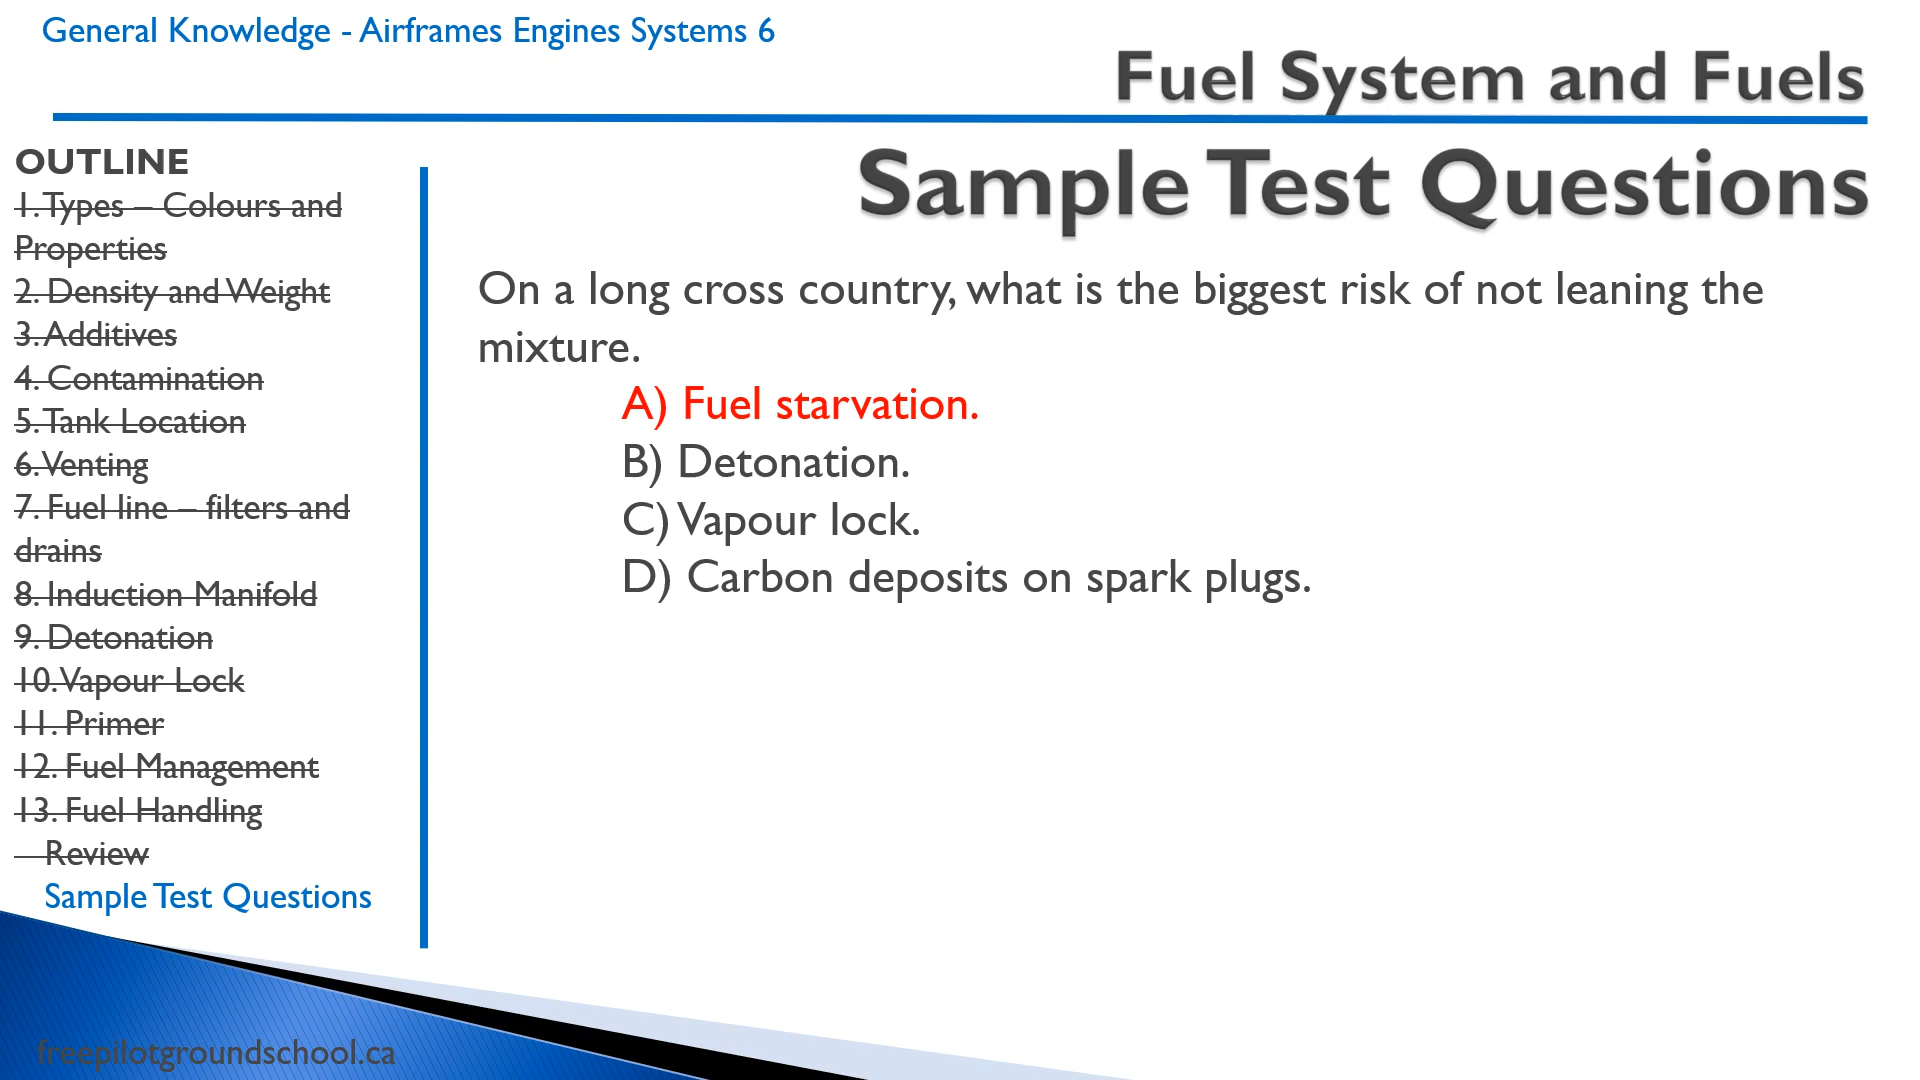 General Knowledge - Airframes Engines Systems 6
Fuel System and Fuels
OUTLINE
1. Types – Colours and
Properties
2. Density and Weight
3. Additives
4. Contamination
5. Tank Location
6. Venting
7. Fuel line – filters and
drains
8. Induction Manifold
9. Detonation
10. Vapour Lock
11. Primer
12. Fuel Management
13. Fuel Handling
Review
Sample Test Questions
Sample Test Questions
On a long cross country, what is the biggest risk of not leaning the
mixture.
A) Fuel starvation.
B) Detonation.
C) Vapour lock.
D) Carbon deposits on spark plugs.
freepilotgroundschool.ca